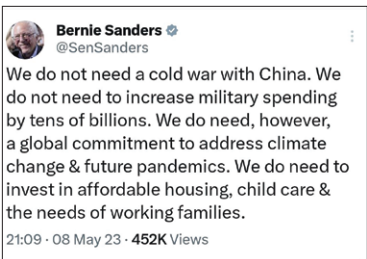 Bernie Sanders
@SenSanders
We do not need a cold war with China. We
do not need to increase military spending
by tens of billions. We do need, however,
a global commitment to address climate
change & future pandemics. We do need to
invest in affordable housing, child care &
the needs of working families.
21:09 · 08 May 23 · 452K Views